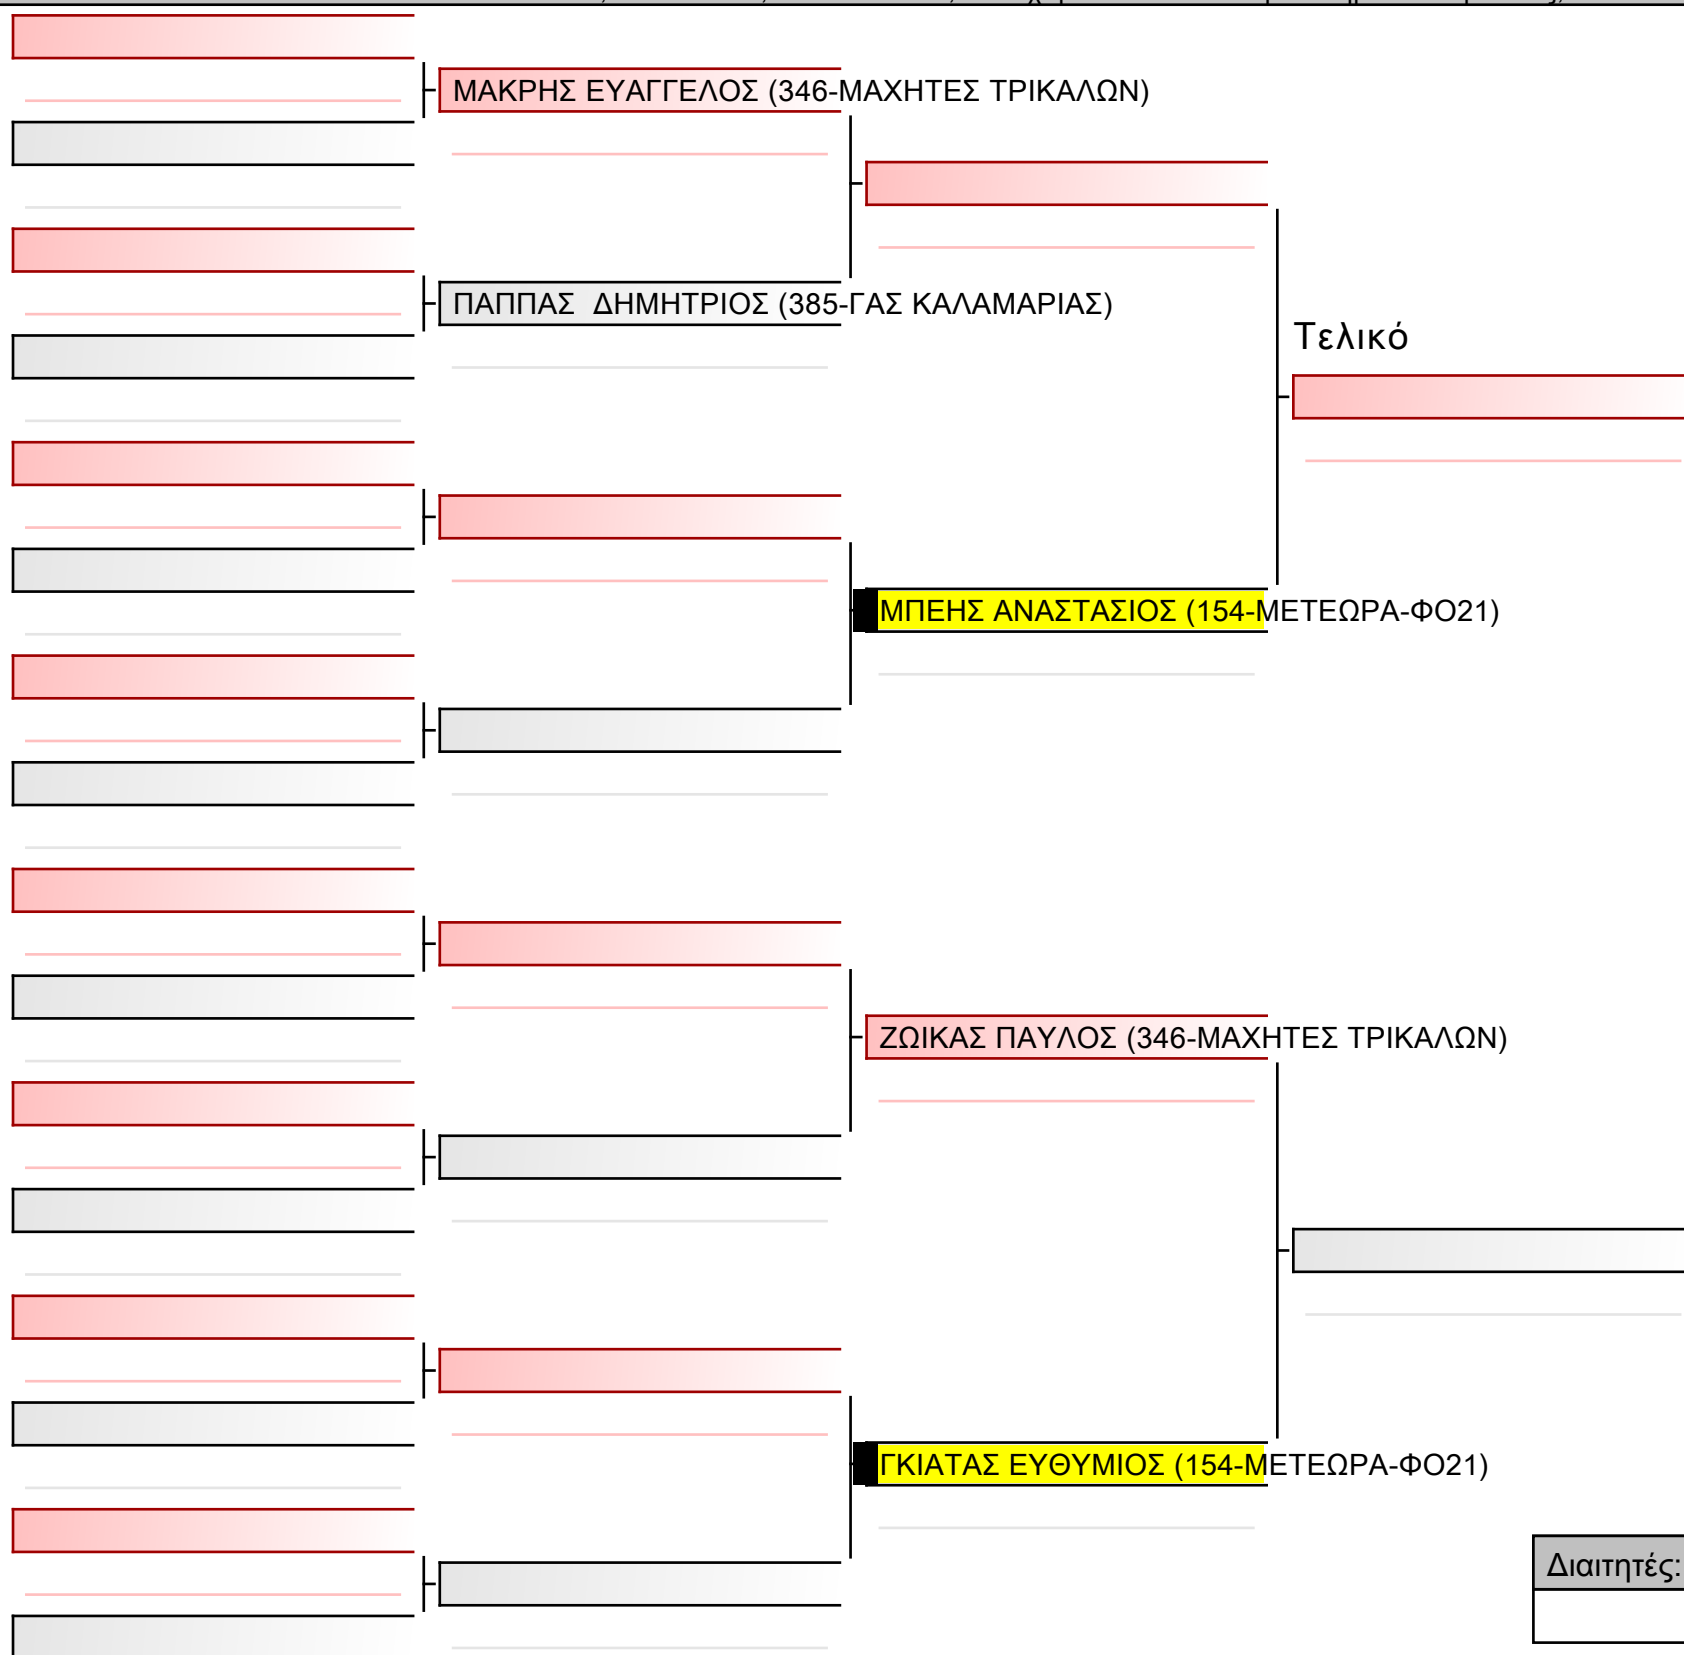 ΜΑΚΡΗΣ ΕΥΑΓΓΕΛΟΣ (346-ΜΑΧΗΤΕΣ ΤΡΙΚΑΛΩΝ)
ΠΑΠΠΑΣ  ΔΗΜΗΤΡΙΟΣ (385-ΓΑΣ ΚΑΛΑΜΑΡΙΑΣ)
Τελικό
ΜΠΕΗΣ ΑΝΑΣΤΑΣΙΟΣ (154-ΜΕΤΕΩΡΑ-ΦΟ21)
ΖΩΙΚΑΣ ΠΑΥΛΟΣ (346-ΜΑΧΗΤΕΣ ΤΡΙΚΑΛΩΝ)
ΓΚΙΑΤΑΣ ΕΥΘΥΜΙΟΣ (154-ΜΕΤΕΩΡΑ-ΦΟ21)
Διαιτητές: